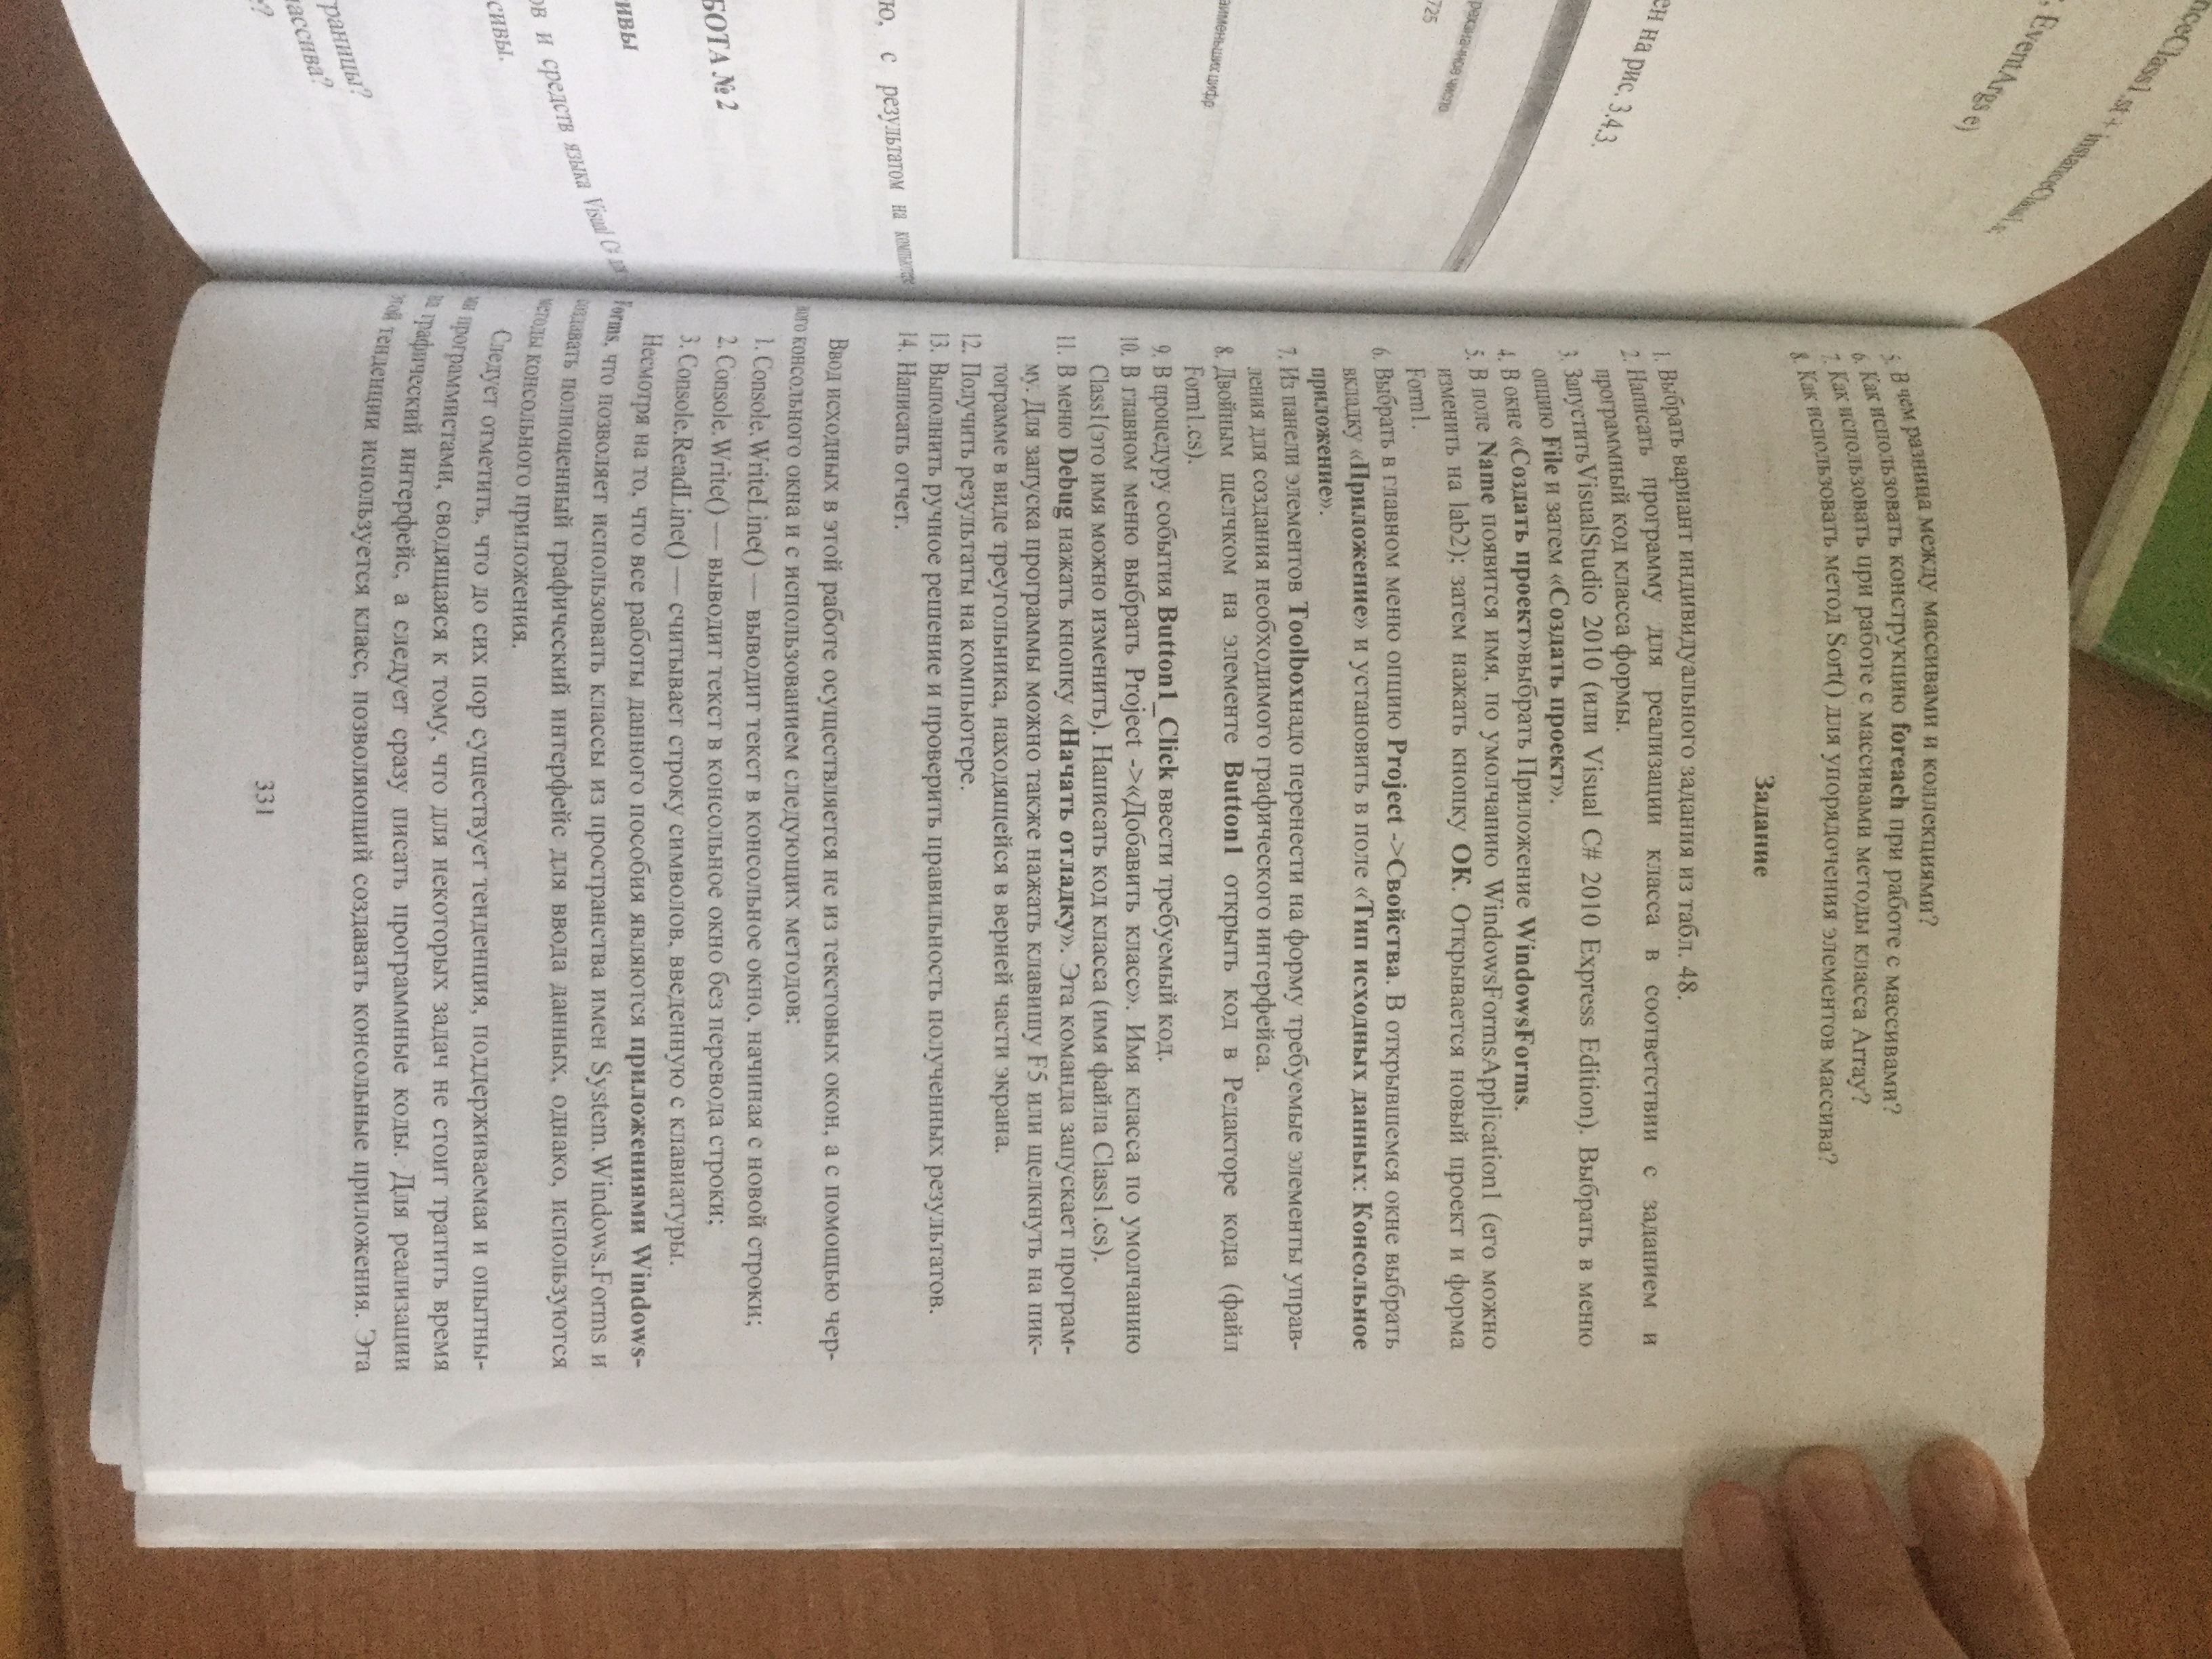 nceClass1.st + instanceClass1.s
, EventArgs e)
ен на рис. 3.4.3.
725
аименьших цифр
ю, с результатом на компьютере
БОТА № 2
ивы
ов и средств языка Visual C# для
сивы.
границы?
массива?
е?
5. В чем разница между массивами и коллекциями?
6. Как использовать конструкцию foreach при работе с массивами?
7. Как использовать при работе с массивами методы класса Array?
8. Как использовать метод Sort() для упорядочения элементов массива?
Задание
1. Выбрать вариант индивидуального задания из табл. 48.
2. Написать программу для реализации класса в соответствии с заданием и
программный код класса формы.
3. ЗапуститьVisualStudio 2010 (или Visual C# 2010 Express Edition). Выбрать в меню
опцию File и затем «Создать проект».
4. В окне «Создать проект»выбрать Приложение WindowsForms.
5. В поле Name появится имя, по умолчанию WindowsFormsApplication1 (его можно
изменить на lab2); затем нажать кнопку OK. Открывается новый проект и форма
Form1.
6. Выбрать в главном меню опцию Project ->Свойства. В открывшемся окне выбрать
вкладку «Приложение» и установить в поле «Тип исходных данных: Консольное
приложение».
7. Из панели элементов Toolboxнадо перенести на форму требуемые элементы управ-
ления для создания необходимого графического интерфейса.
8. Двойным щелчком на элементе Button1 открыть код в Редакторе кода (файл
Form1.cs).
9. В процедуру события Button1_Click ввести требуемый код.
10. В главном меню выбрать Project ->«Добавить класс». Имя класса по умолчанию
Class1(это имя можно изменить). Написать код класса (имя файла Class1.cs).
11. В меню Debug нажать кнопку «Начать отладку». Эта команда запускает програм-
му. Для запуска программы можно также нажать клавишу F5 или щелкнуть на пик-
тограмме в виде треугольника, находящейся в верней части экрана.
12. Получить результаты на компьютере.
13. Выполнить ручное решение и проверить правильность полученных результатов.
14. Написать отчет.
Ввод исходных в этой работе осуществляется не из текстовых окон, а с помощью чер-
ного консольного окна и с использованием следующих методов:
1. Console.WriteLine() — выводит текст в консольное окно, начиная с новой строки;
2. Console.Write() — выводит текст в консольное окно без перевода строки;
3. Console.ReadLine() — считывает строку символов, введенную с клавиатуры.
Несмотря на то, что все работы данного пособия являются приложениями Windows-
Forms, что позволяет использовать классы из пространства имен System.Windows.Forms и
создавать полноценный графический интерфейс для ввода данных, однако, используются
методы консольного приложения.
Следует отметить, что до сих пор существует тенденция, поддерживаемая и опытны-
ми программистами, сводящаяся к тому, что для некоторых задач не стоит тратить время
на графический интерфейс, а следует сразу писать программные коды. Для реализации
этой тенденции используется класс, позволяющий создавать консольные приложения. Эта
331